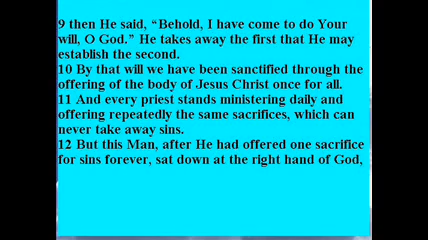 9 then He said, “Behold, I have come to do Your
will, O God.” He takes away the first that He may
establish the second.
10 By that will we have been sanctified through the
offering of the body of Jesus Christ once for all.
11 And every priest stands ministering daily and
offering repeatedly the same sacrifices, which can
never take away sins.
12 But this Man, after He had offered one sacrifice
for sins forever, sat down at the right hand of God,